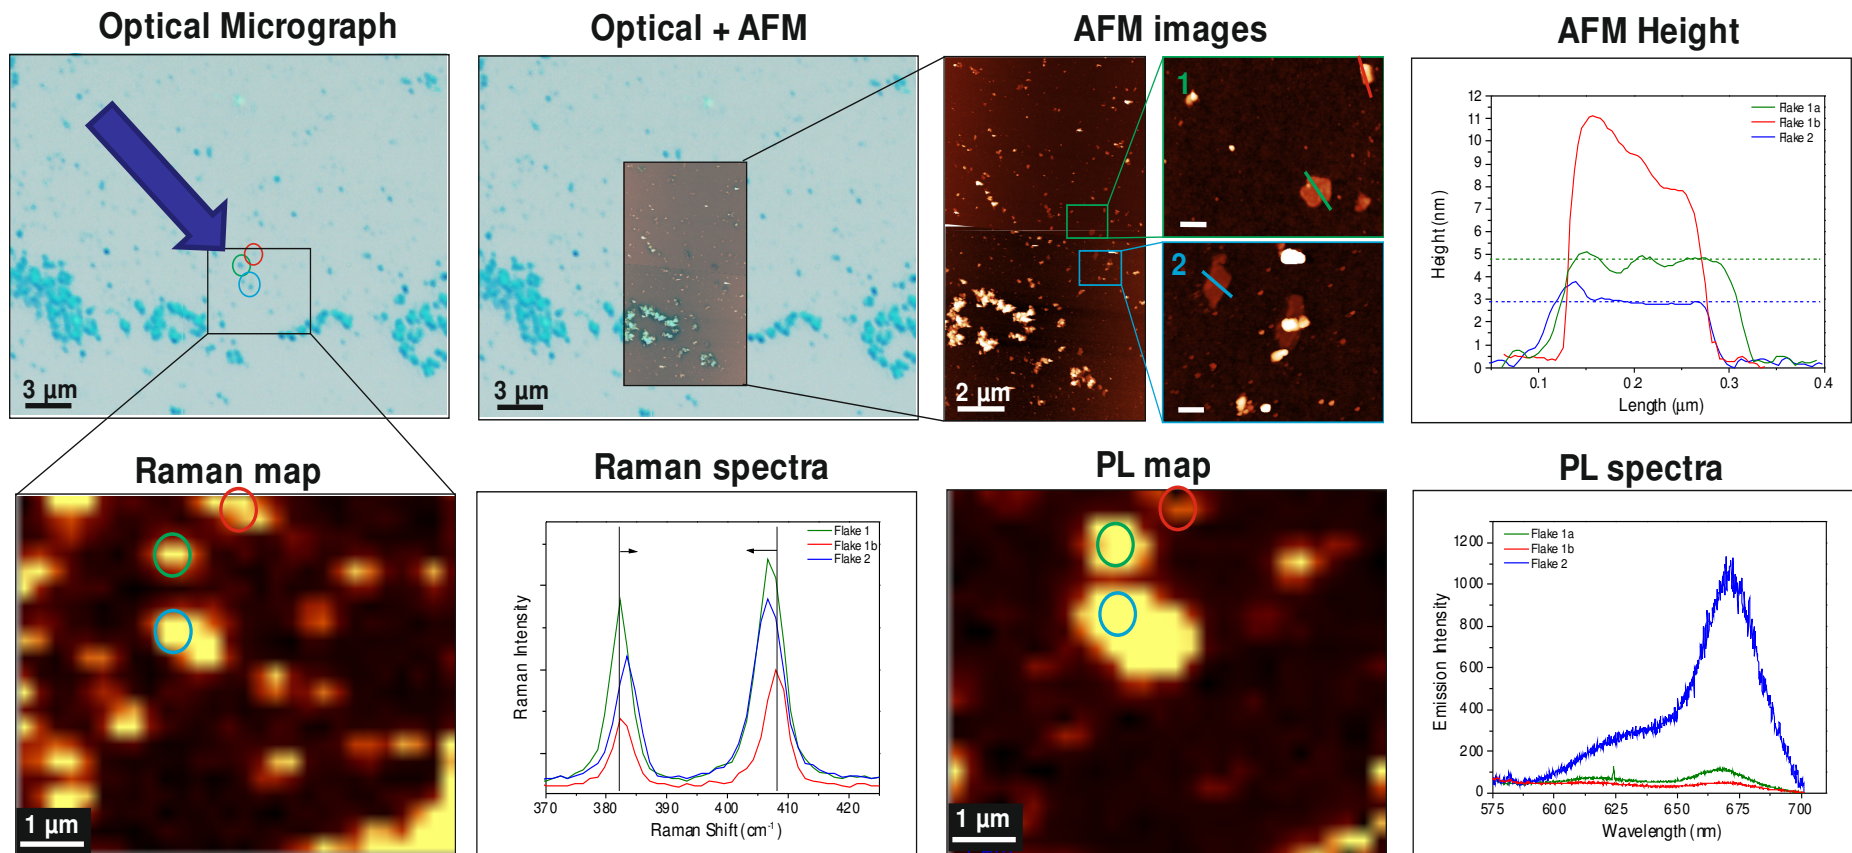 Optical Micrograph
Optical + AFM
AFM images
AFM Height
3 µm
3 µm
2 µm
1
2
12
11
10
9
8
7
6
5
4
3
2
1
0
Height (nm)
Flake 1a
Flake 1b
Flake 2
0.1
0.2
0.3
0.4
Length (µm)
Raman map
Raman spectra
PL map
PL spectra
1 µm
Raman Intensity
Flake 1
Flake 1b
Flake 2
370
380
390
400
410
420
Raman Shift (cm⁻¹)
1 µm
Emission Intensity
1200
1000
800
600
400
200
0
Flake 1a
Flake 1b
Flake 2
575
600
625
650
675
700
Wavelength (nm)